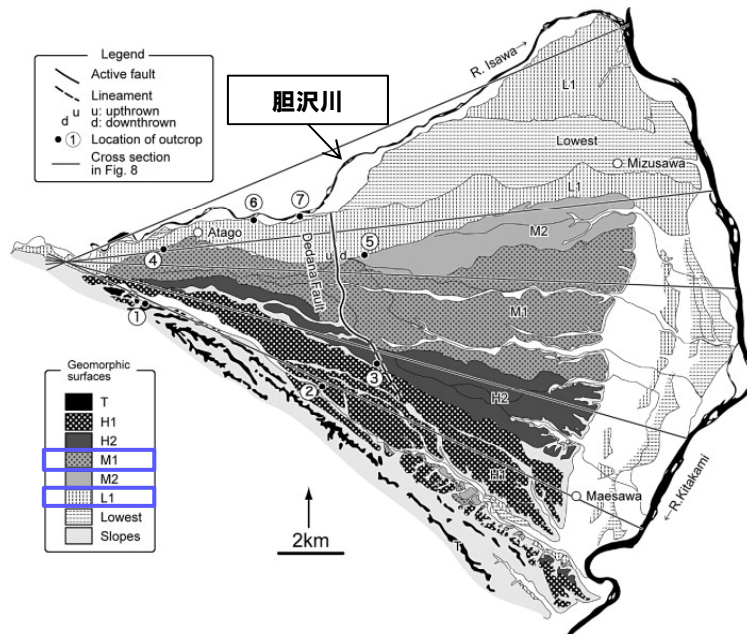 Legend
Active fault
Lineament
u
d
u: upthrown
d: downthrown
① Location of outcrop
Cross section
in Fig. 8
胆沢川
R. Isawa→
L1
Lowest
Mizusawa
L1
⑥
⑦
Atago
④
⑤
u d
M2
Dedana Fault
M1
①
②
③
H2
H1
Maesawa
←R.Kitakami
T
Geomorphic
surfaces
T
H1
H2
M1
M2
L1
Lowest
Slopes
2km